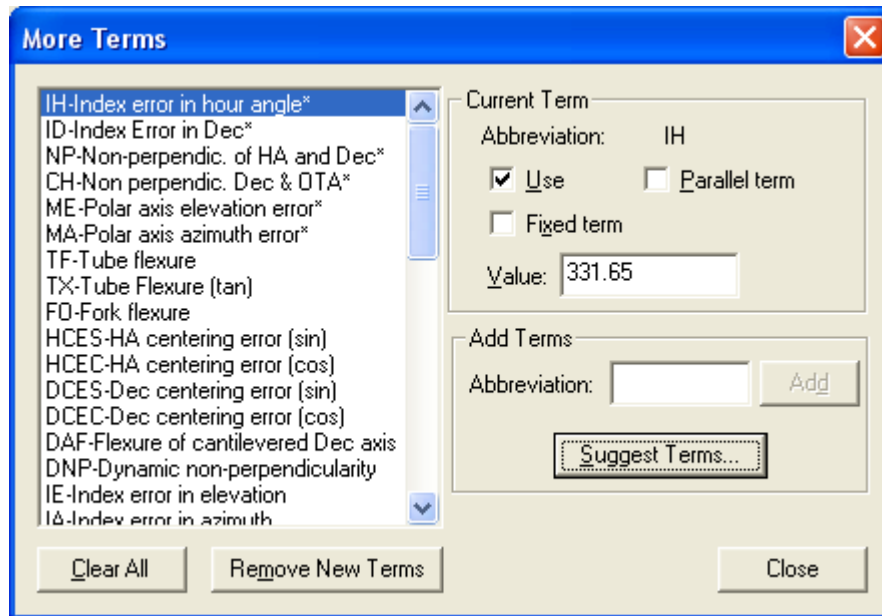 More Terms
IH-Index error in hour angle*
ID-Index Error in Dec*
NP-Non-perpendic. of HA and Dec*
CH-Non perpendic. Dec & OTA*
ME-Polar axis elevation error*
MA-Polar axis azimuth error*
TF-Tube flexure
TX-Tube Flexure (tan)
FO-Fork flexure
HCES-HA centering error (sin)
HCEC-HA centering error (cos)
DCES-Dec centering error (sin)
DCEC-Dec centering error (cos)
DAF-Flexure of cantilevered Dec axis
DNP-Dynamic non-perpendicularity
IE-Index error in elevation
IA-Index error in azimuth
Current Term
Abbreviation: IH
Use Parallel term
Fixed term
Value: 331.65
Add Terms
Abbreviation: Add
Suggest Terms...
Clear All Remove New Terms Close